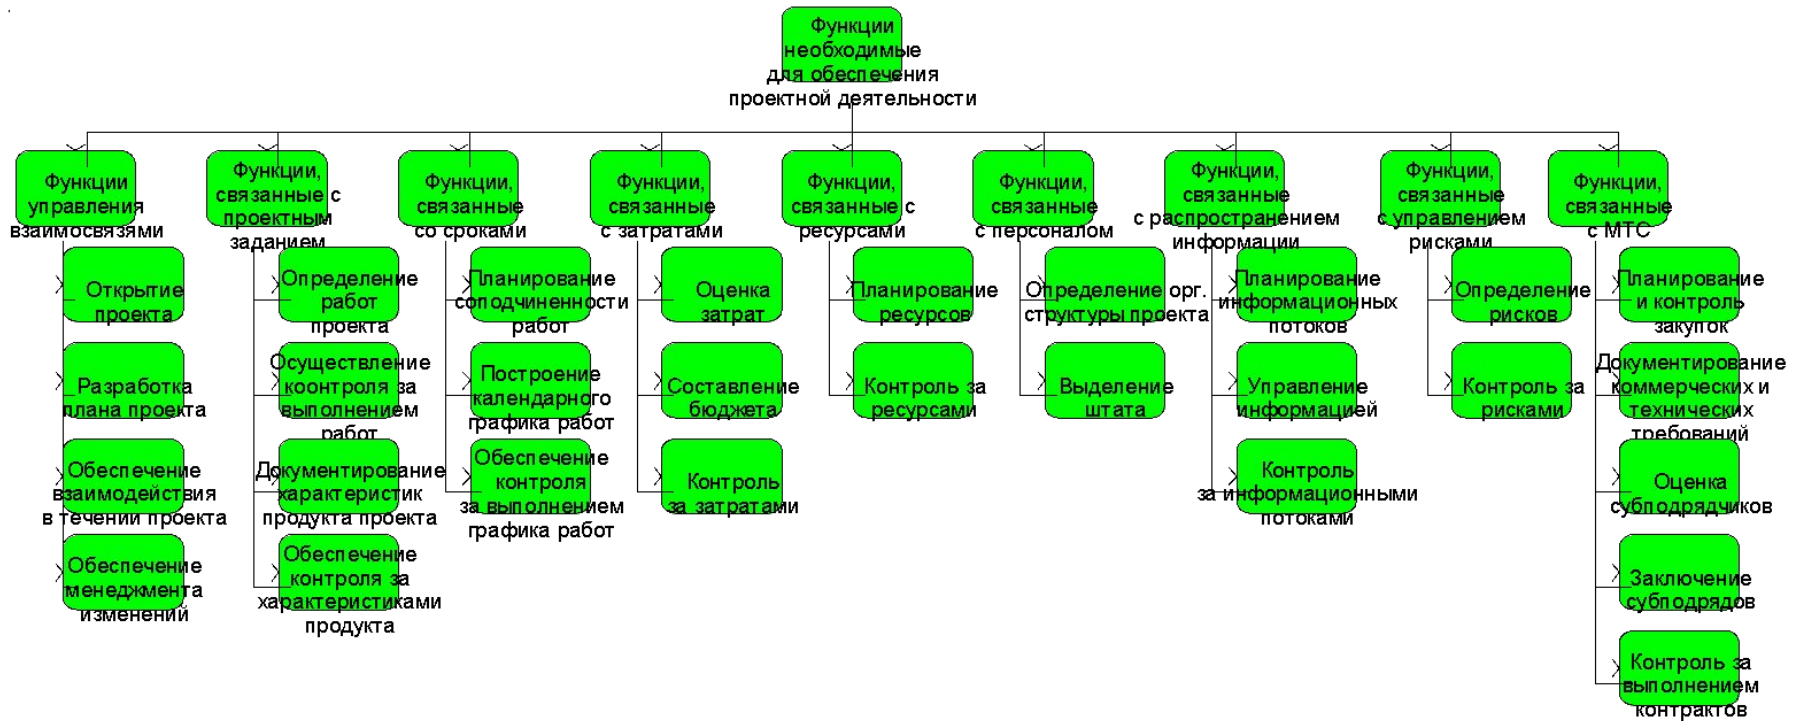 Функции
необходимые
для обеспечения
проектной деятельности
Функции
управления
взаимосвязями
Открытие
проекта
Разработка
плана проекта
Обеспечение
взаимодействия
в течении проекта
Обеспечение
менеджмента
изменений
Функции,
связанные с
проектным
заданием
Определение
работ
проекта
Осуществление
коонтроля за
выполнением
работ
Документирование
характеристик
продукта проекта
Обеспечение
контроля за
характеристиками
продукта
Функции,
связанные
со сроками
Планирование
соподчиненности
работ
Построение
календарного
графика работ
Обеспечение
контроля
за выполнением
графика работ
Функции,
связанные
с затратами
Оценка
затрат
Составление
бюджета
Контроль
за затратами
Функции,
связанные с
ресурсами
Планирование
ресурсов
Контроль за
ресурсами
Функции,
связанные
с персоналом
Определение орг.
структуры проекта
Выделение
штата
Функции,
связанные
с распространением
информации
Планирование
информационных
потоков
Управление
информацией
Контроль
за информационными
потоками
Функции,
связанные
с управлением
рисками
Определение
рисков
Контроль за
рисками
Функции,
связанные
с МТС
Планирование
и контроль
закупок
Документирование
коммерческих и
технических
требований
Оценка
субподрядчиков
Заключение
субподрядов
Контроль за
выполнением
контрактов